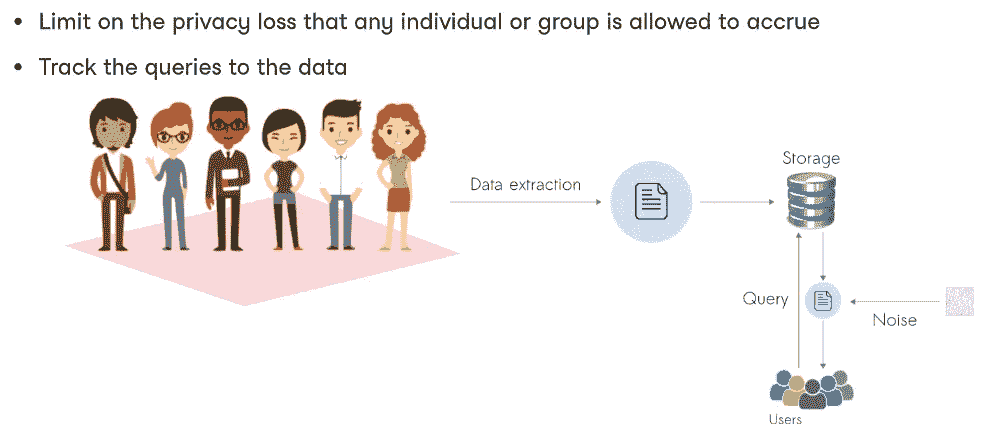 • Limit on the privacy loss that any individual or group is allowed to accrue
• Track the queries to the data
Data extraction
Storage
Query
Noise
Users